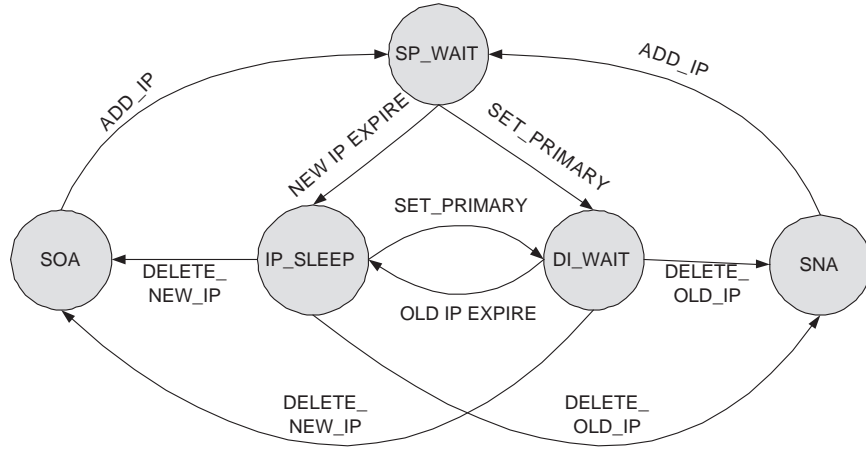 SP_WAIT
ADD_IP
ADD_IP
NEW IP EXPIRE
SET_PRIMARY
SET_PRIMARY
SOA
IP_SLEEP
DI_WAIT
SNA
DELETE_
NEW_IP
DELETE_
OLD_IP
OLD IP EXPIRE
DELETE_
NEW_IP
DELETE_
OLD_IP